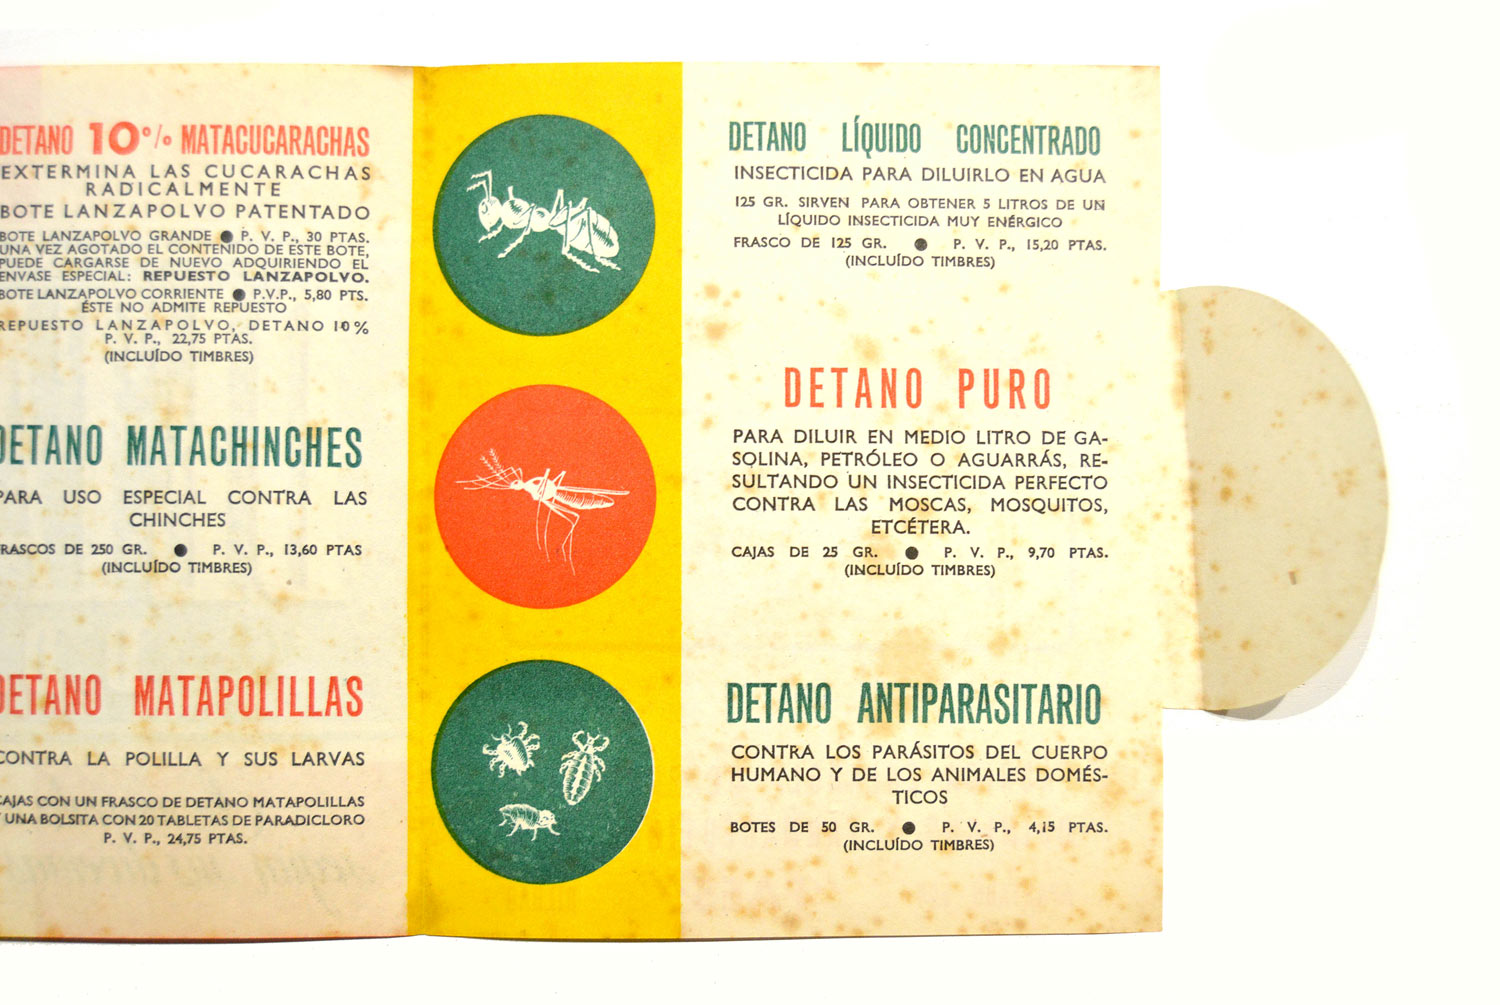 DETANO 10% MATACUCARACHAS
EXTERMINA LAS CUCARACHAS
RADICALMENTE
BOTE LANZAPOLVO PATENTADO
BOTE LANZAPOLVO GRANDE ● P. V. P., 30 PTAS.
UNA VEZ AGOTADO EL CONTENIDO DE ESTE BOTE,
PUEDE CARGARSE DE NUEVO ADQUIRIENDO EL
ENVASE ESPECIAL: REPUESTO LANZAPOLVO.
BOTE LANZAPOLVO CORRIENTE ● P.V.P., 5,80 PTS.
ÉSTE NO ADMITE REPUESTO
REPUESTO LANZAPOLVO, DETANO 10%
P. V. P., 22,75 PTAS.
(INCLUÍDO TIMBRES)
DETANO MATACHINCHES
PARA USO ESPECIAL CONTRA LAS
CHINCHES
FRASCOS DE 250 GR. ● P. V. P., 13,60 PTAS
(INCLUÍDO TIMBRES)
DETANO MATAPOLILLAS
CONTRA LA POLILLA Y SUS LARVAS
CAJAS CON UN FRASCO DE DETANO MATAPOLILLAS
Y UNA BOLSITA CON 20 TABLETAS DE PARADICLORO
P. V. P., 24,75 PTAS.
DETANO LÍQUIDO CONCENTRADO
INSECTICIDA PARA DILUIRLO EN AGUA
125 GR. SIRVEN PARA OBTENER 5 LITROS DE UN
LÍQUIDO INSECTICIDA MUY ENÉRGICO
FRASCO DE 125 GR. ● P. V. P., 15,20 PTAS.
(INCLUÍDO TIMBRES)
DETANO PURO
PARA DILUIR EN MEDIO LITRO DE GA-
SOLINA, PETRÓLEO O AGUARRÁS, RE-
SULTANDO UN INSECTICIDA PERFECTO
CONTRA LAS MOSCAS, MOSQUITOS,
ETCÉTERA.
CAJAS DE 25 GR. ● P. V. P., 9,70 PTAS.
(INCLUÍDO TIMBRES)
DETANO ANTIPARASITARIO
CONTRA LOS PARÁSITOS DEL CUERPO
HUMANO Y DE LOS ANIMALES DOMÉS-
TICOS
BOTES DE 50 GR. ● P. V. P., 4,15 PTAS.
(INCLUÍDO TIMBRES)